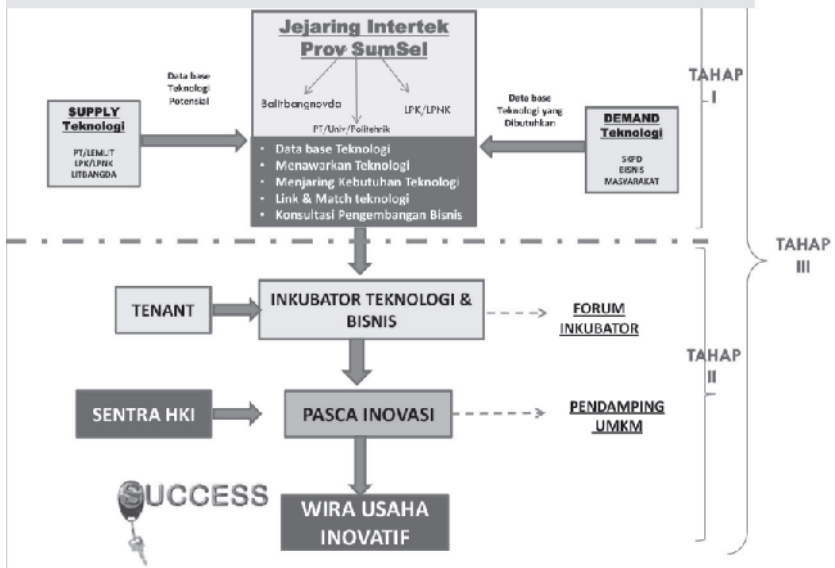 Jejaring Intertek
Prov SumSel
Balitbangnovda
LPK/LPNK
PT/Univ/Politehnik
• Data base Teknologi
• Menawarkan Teknologi
• Menjaring Kebutuhan Teknologi
• Link & Match teknologi
• Konsultasi Pengembangan Bisnis
Data base
Teknologi
Potensial
SUPPLY
Teknologi
PT/LEMLIT
LPK/LPNK
LITBANGDA
Data base
Teknologi yang
Dibutuhkan
DEMAND
Teknologi
SKPD
BISNIS
MASYARAKAT
TAHAP
I
TAHAP
III
TENANT
INKUBATOR TEKNOLOGI &
BISNIS
FORUM
INKUBATOR
TAHAP
II
SENTRA HKI
PASCA INOVASI
PENDAMPING
UMKM
SUCCESS
WIRA USAHA
INOVATIF